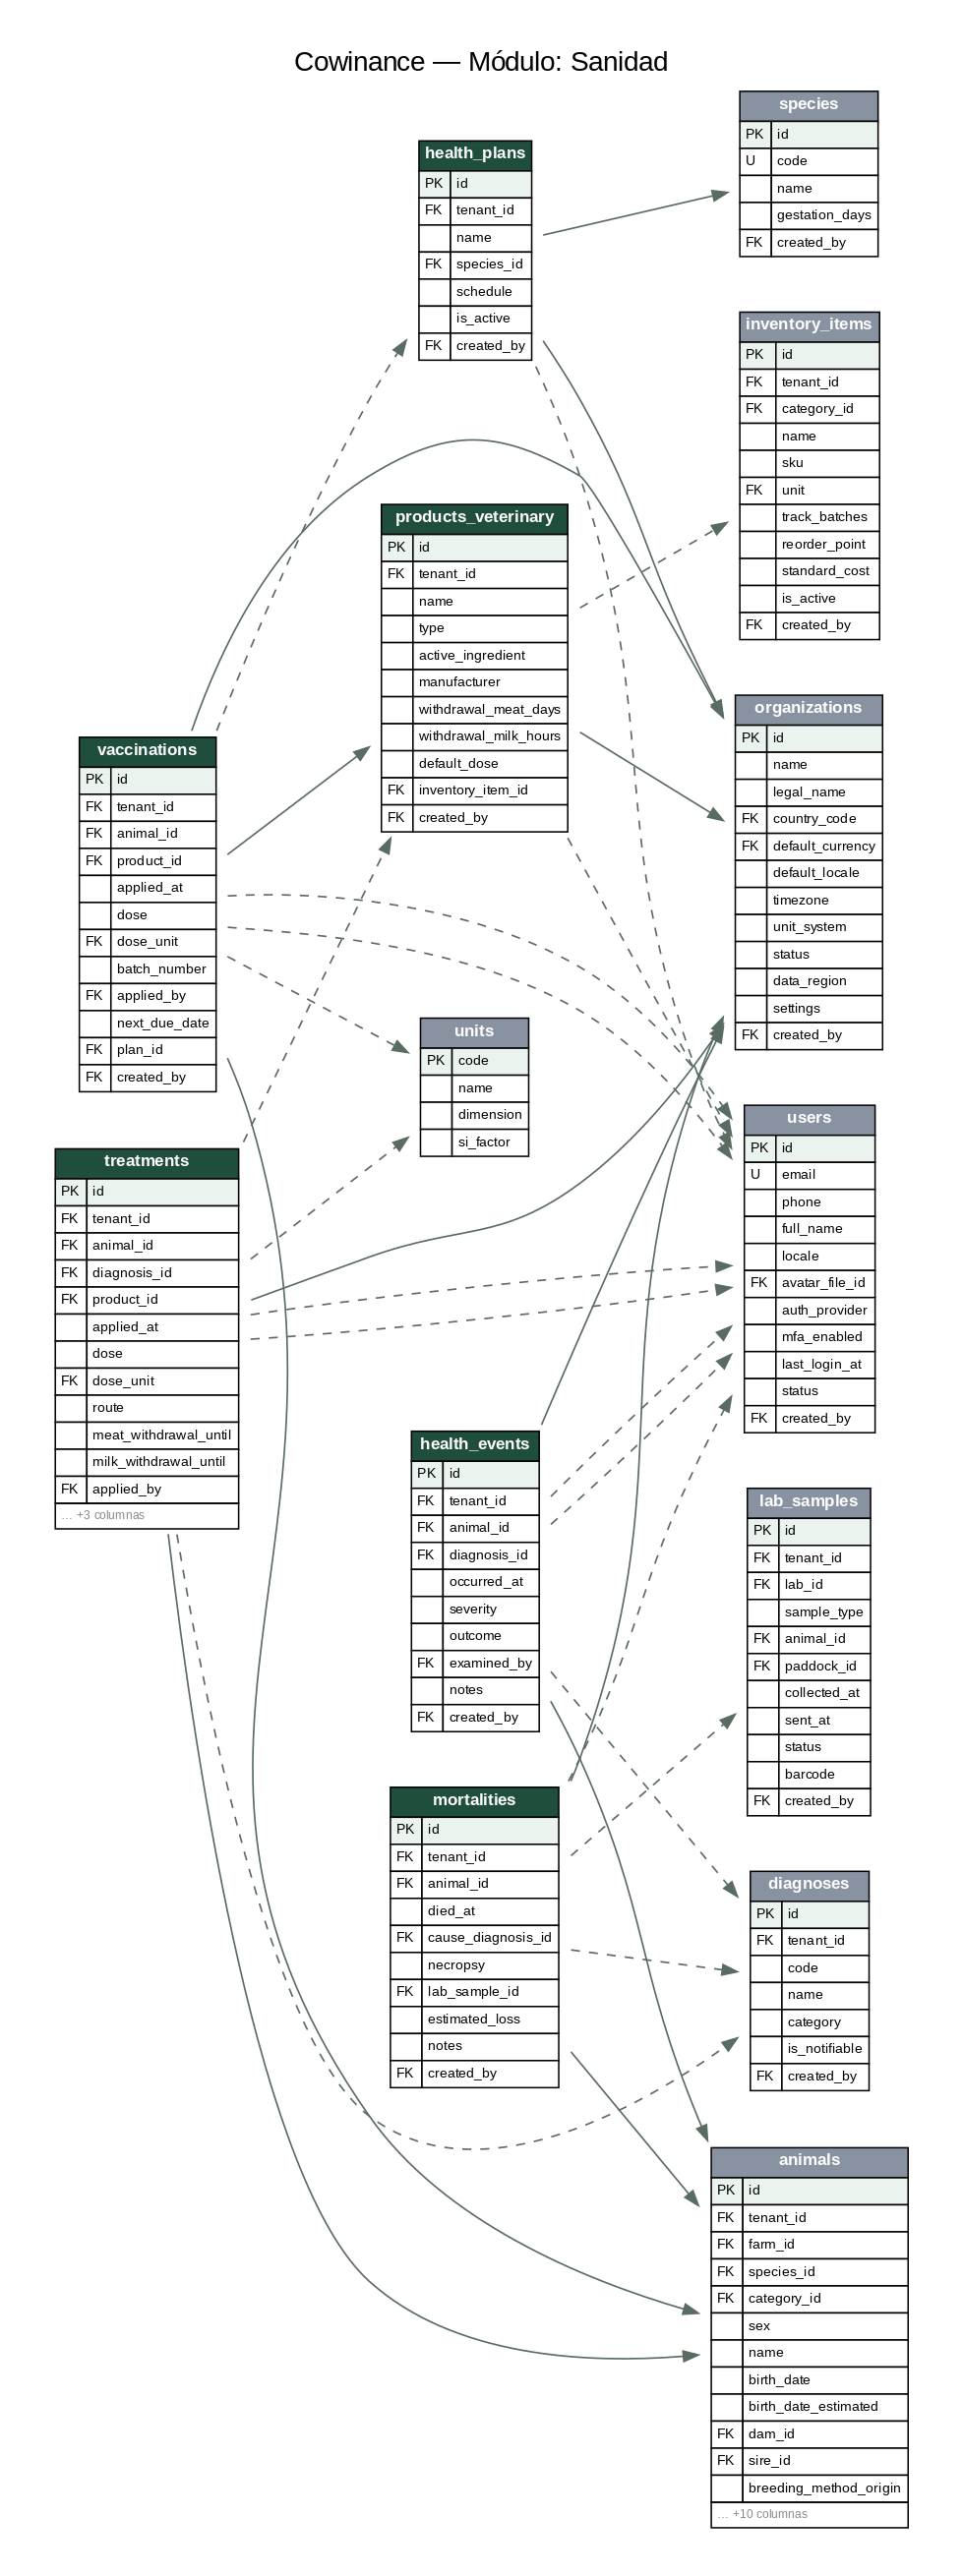 Cowinance — Módulo: Sanidad
species
PK id
U code
name
gestation_days
FK created_by
health_plans
PK id
FK tenant_id
name
FK species_id
schedule
is_active
FK created_by
inventory_items
PK id
FK tenant_id
FK category_id
name
sku
FK unit
track_batches
reorder_point
standard_cost
is_active
FK created_by
products_veterinary
PK id
FK tenant_id
name
type
active_ingredient
manufacturer
withdrawal_meat_days
withdrawal_milk_hours
default_dose
FK inventory_item_id
FK created_by
organizations
PK id
name
legal_name
FK country_code
FK default_currency
default_locale
timezone
unit_system
status
data_region
settings
FK created_by
vaccinations
PK id
FK tenant_id
FK animal_id
FK product_id
applied_at
dose
FK dose_unit
batch_number
FK applied_by
next_due_date
FK plan_id
FK created_by
units
PK code
name
dimension
si_factor
users
PK id
U email
phone
full_name
locale
FK avatar_file_id
auth_provider
mfa_enabled
last_login_at
status
FK created_by
treatments
PK id
FK tenant_id
FK animal_id
FK diagnosis_id
FK product_id
applied_at
dose
FK dose_unit
route
meat_withdrawal_until
milk_withdrawal_until
FK applied_by
... +3 columnas
health_events
PK id
FK tenant_id
FK animal_id
FK diagnosis_id
occurred_at
severity
outcome
FK examined_by
notes
FK created_by
lab_samples
PK id
FK tenant_id
FK lab_id
sample_type
FK animal_id
FK paddock_id
collected_at
sent_at
status
barcode
FK created_by
mortalities
PK id
FK tenant_id
FK animal_id
died_at
FK cause_diagnosis_id
necropsy
FK lab_sample_id
estimated_loss
notes
FK created_by
diagnoses
PK id
FK tenant_id
code
name
category
is_notifiable
FK created_by
animals
PK id
FK tenant_id
FK farm_id
FK species_id
FK category_id
sex
name
birth_date
birth_date_estimated
FK dam_id
FK sire_id
breeding_method_origin
... +10 columnas